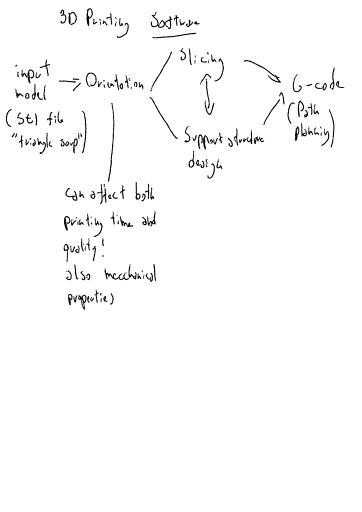 3D Printing Software
Slicing
input
model
Orientation
G-code
(Path
planning)
(Stl file
"triangle soup")
Support structure
design
can affect both
printing time and
quality!
also mecchanical
properties